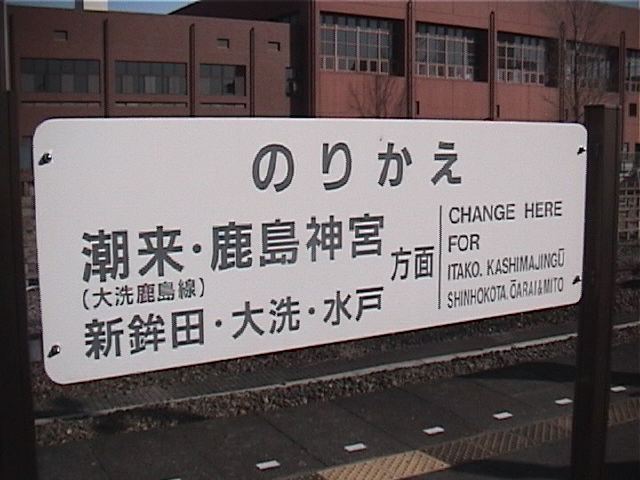 のりかえ
潮来・鹿島神宮
(大洗鹿島線)
新鉾田・大洗・水戸
方面
CHANGE HERE
FOR
ITAKO. KASHIMAJINGŪ
SHINHOKOTA, ŌARAI&MITO